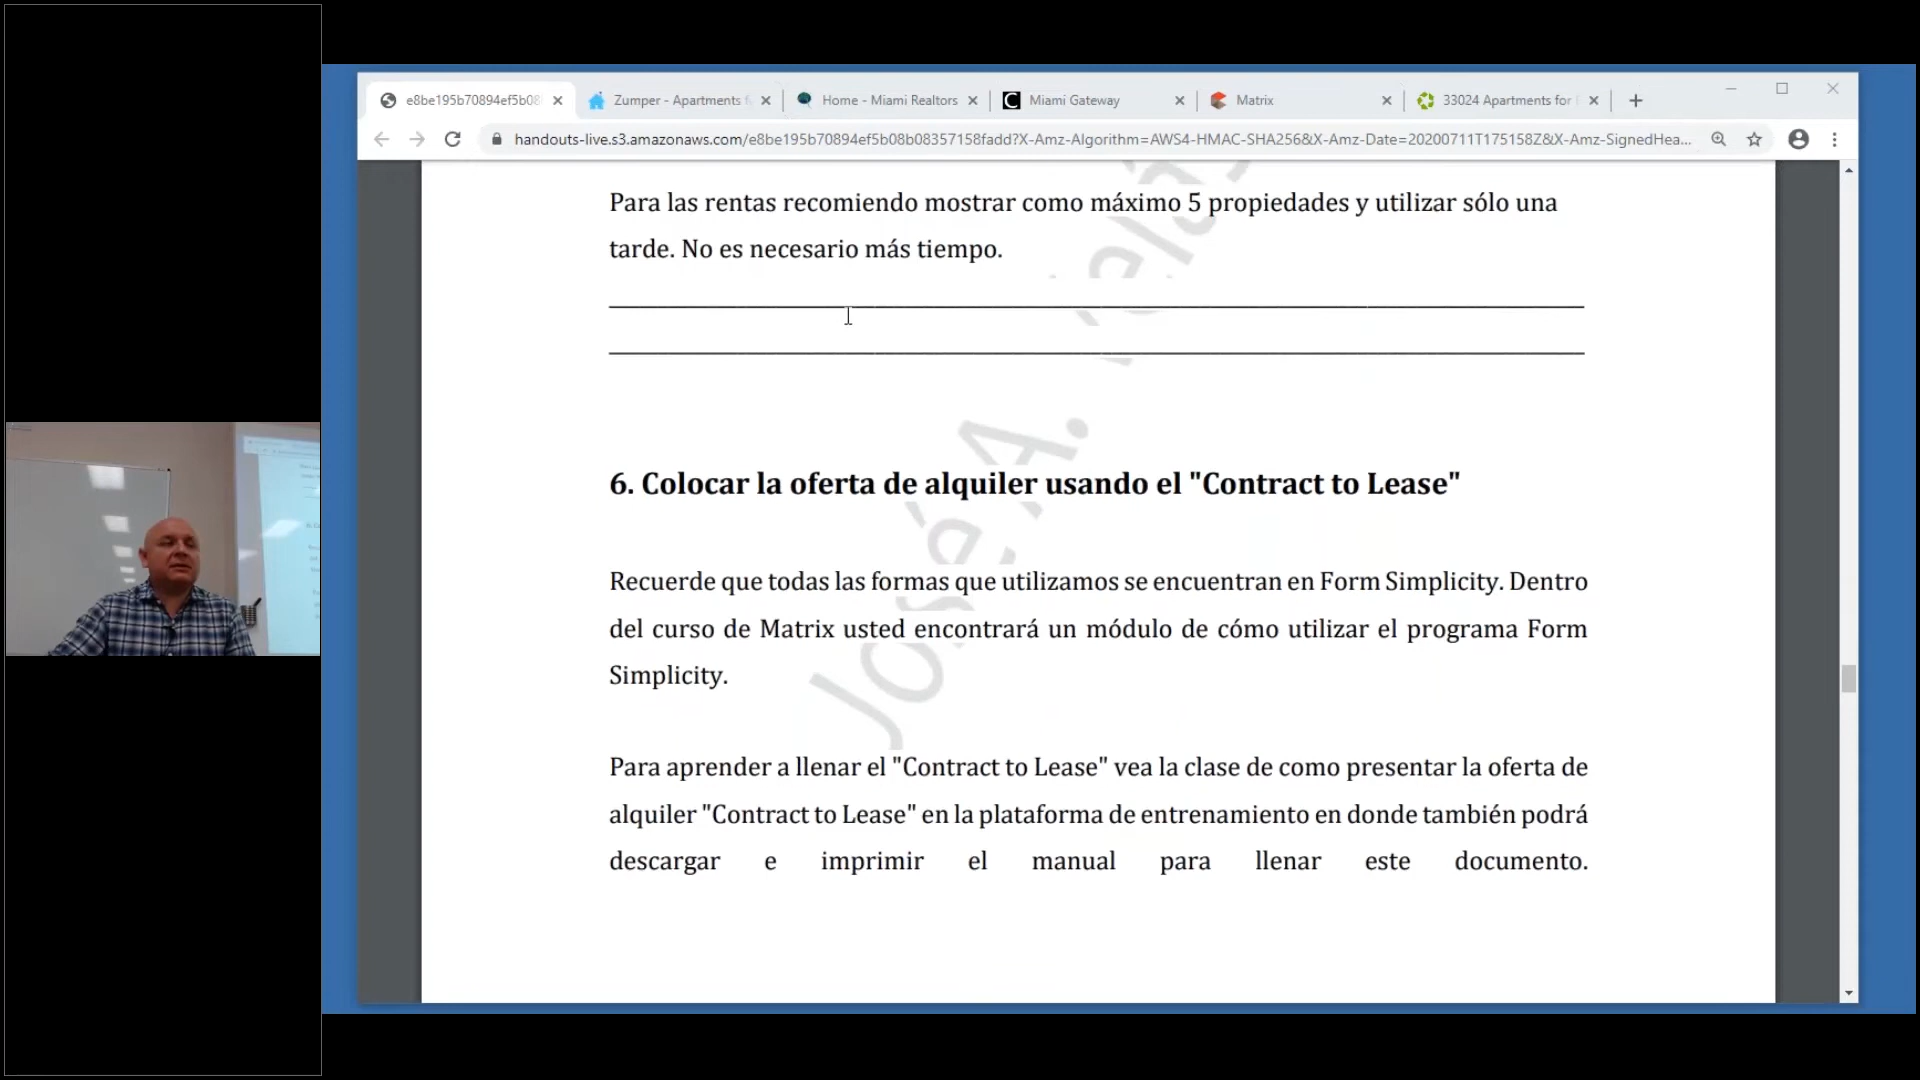 e8be195b70894ef5b08
Zumper - Apartments f
Home - Miami Realtors
Miami Gateway
Matrix
33024 Apartments for
handouts-live.s3.amazonaws.com/e8be195b70894ef5b08b08357158fadd?X-Amz-Algorithm=AWS4-HMAC-SHA256&X-Amz-Date=20200711T175158Z&X-Amz-SignedHea...
Para las rentas recomiendo mostrar como máximo 5 propiedades y utilizar sólo una
tarde. No es necesario más tiempo.
6. Colocar la oferta de alquiler usando el "Contract to Lease"
Recuerde que todas las formas que utilizamos se encuentran en Form Simplicity. Dentro
del curso de Matrix usted encontrará un módulo de cómo utilizar el programa Form
Simplicity.
Para aprender a llenar el "Contract to Lease" vea la clase de como presentar la oferta de
alquiler "Contract to Lease" en la plataforma de entrenamiento en donde también podrá
descargar e imprimir el manual para llenar este documento.
José A.